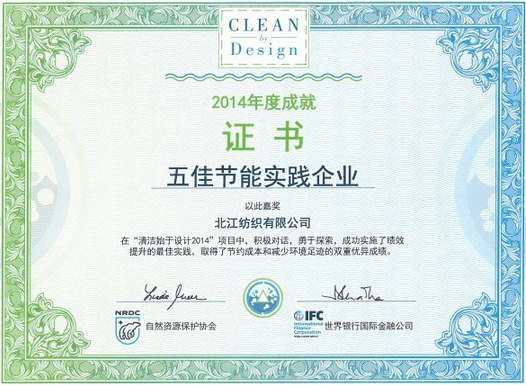 CLEAN
by
Design
2014年度成就
证书
五佳节能实践企业
以此嘉奖
北江纺织有限公司
在“清洁始于设计2014”项目中，积极对话，勇于探索，成功实施了绩效
提升的最佳实践，取得了节约成本和减少环境足迹的双重优异成绩。
NRDC
自然资源保护协会
IFC
International
Finance
Corporation
世界银行国际金融公司